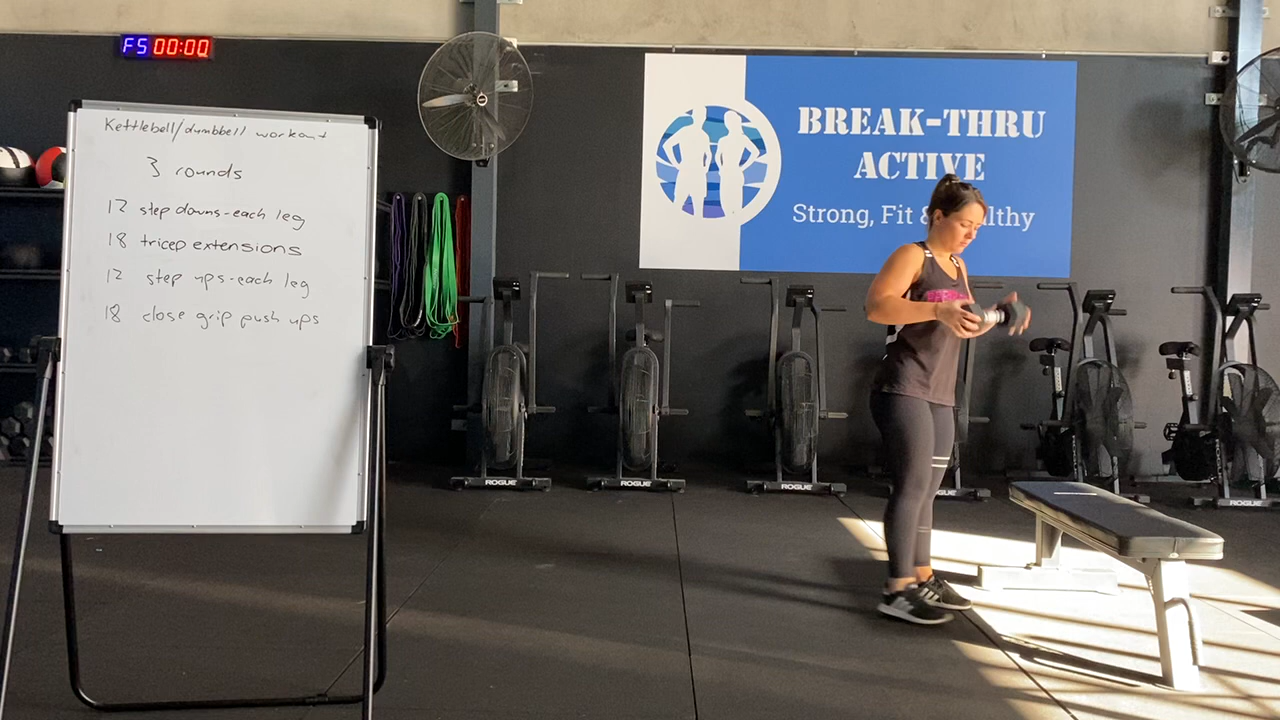 F5 00:00
Kettlebell/dumbbell workout
3 rounds
12 step downs-each leg
18 tricep extensions
12 step ups-each leg
18 close grip push ups
BREAK-THRU
ACTIVE
Strong, Fit &
ROGUE
ROGUE
ROGUE
ROGUE